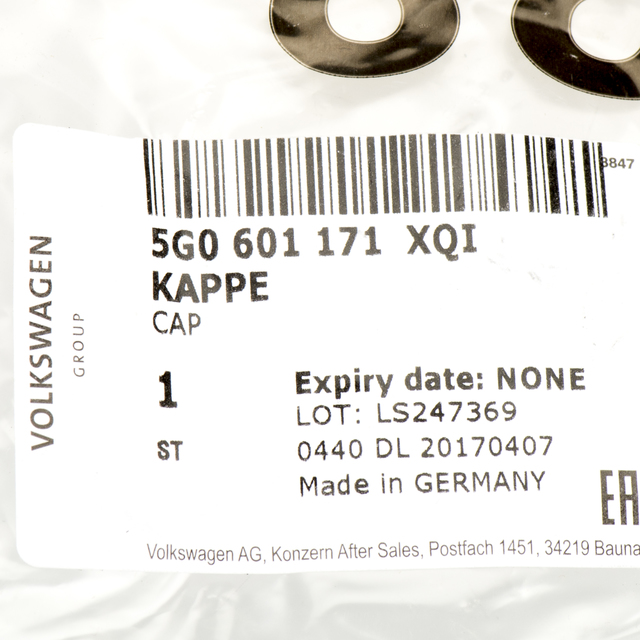 3847
5G0 601 171 XQI
KAPPE
CAP
VOLKSWAGEN
GROUP
1
ST
Expiry date: NONE
LOT: LS247369
0440 DL 20170407
Made in GERMANY
EAC
Volkswagen AG, Konzern After Sales, Postfach 1451, 34219 Bauna